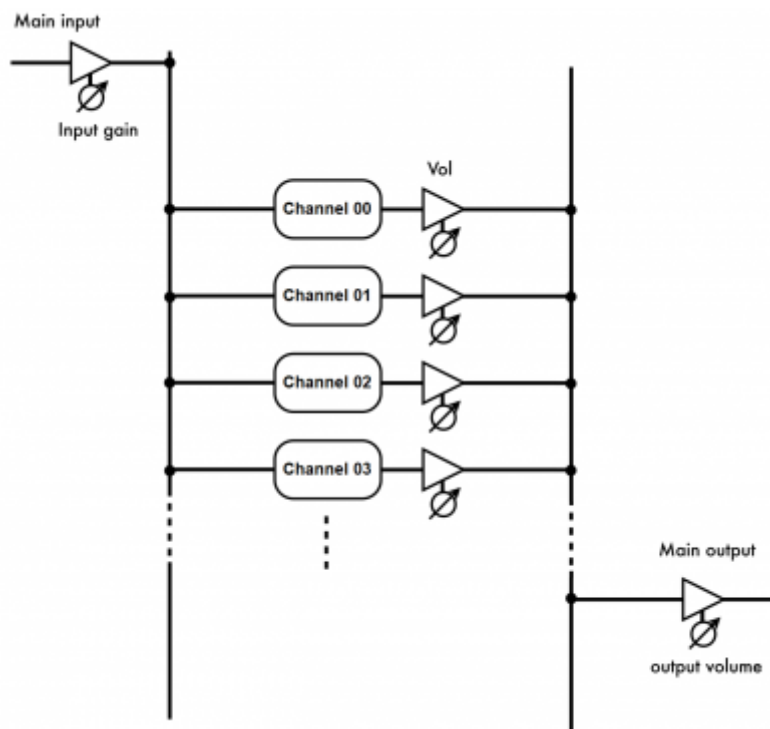 Main input
Input gain
Vol
Channel 00
Channel 01
Channel 02
Channel 03
Main output
output volume